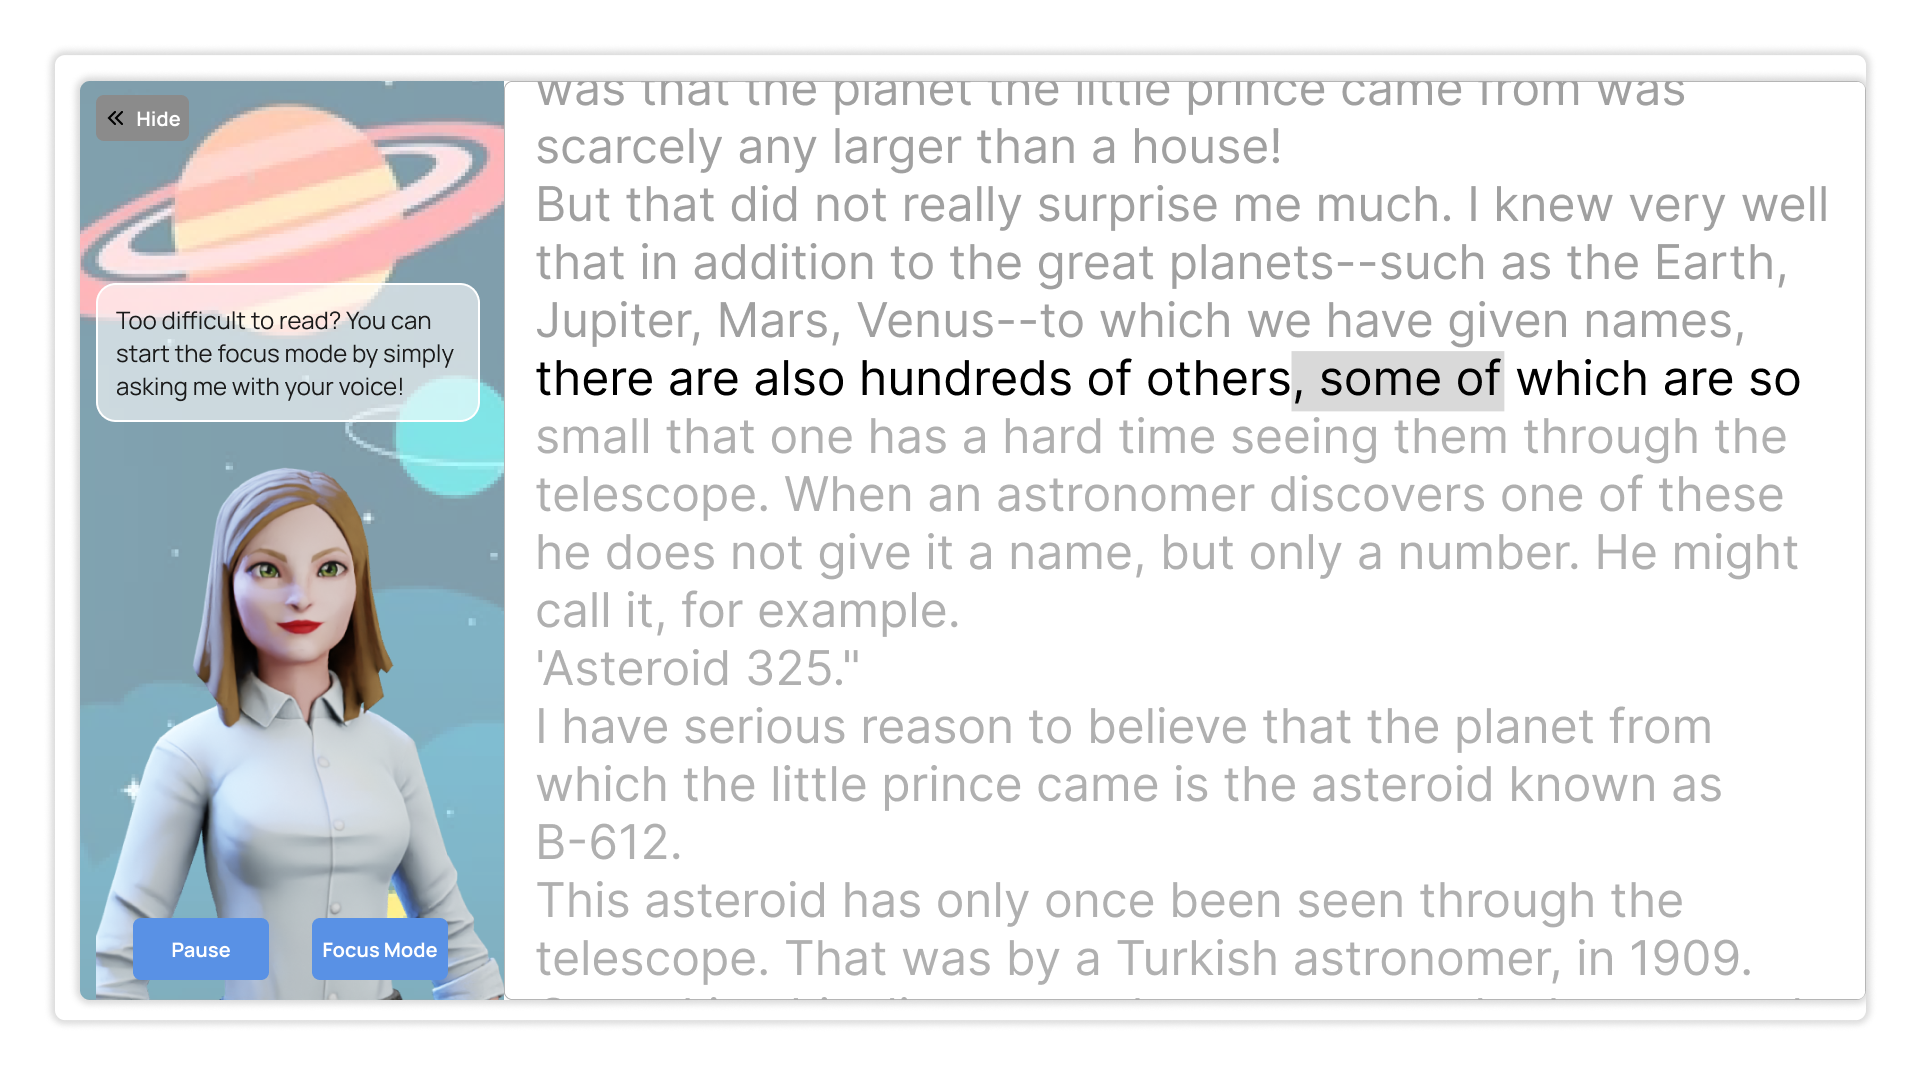 Hide
Too difficult to read? You can
start the focus mode by simply
asking me with your voice!
Pause
Focus Mode
was that the planet the little prince came from was
scarcely any larger than a house!
But that did not really surprise me much. I knew very well
that in addition to the great planets--such as the Earth,
Jupiter, Mars, Venus--to which we have given names,
there are also hundreds of others, some of which are so
small that one has a hard time seeing them through the
telescope. When an astronomer discovers one of these
he does not give it a name, but only a number. He might
call it, for example.
'Asteroid 325."
I have serious reason to believe that the planet from
which the little prince came is the asteroid known as
B-612.
This asteroid has only once been seen through the
telescope. That was by a Turkish astronomer, in 1909.